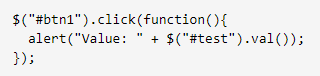 $("#btn1").click(function(){
  alert("Value: " + $("#test").val());
});